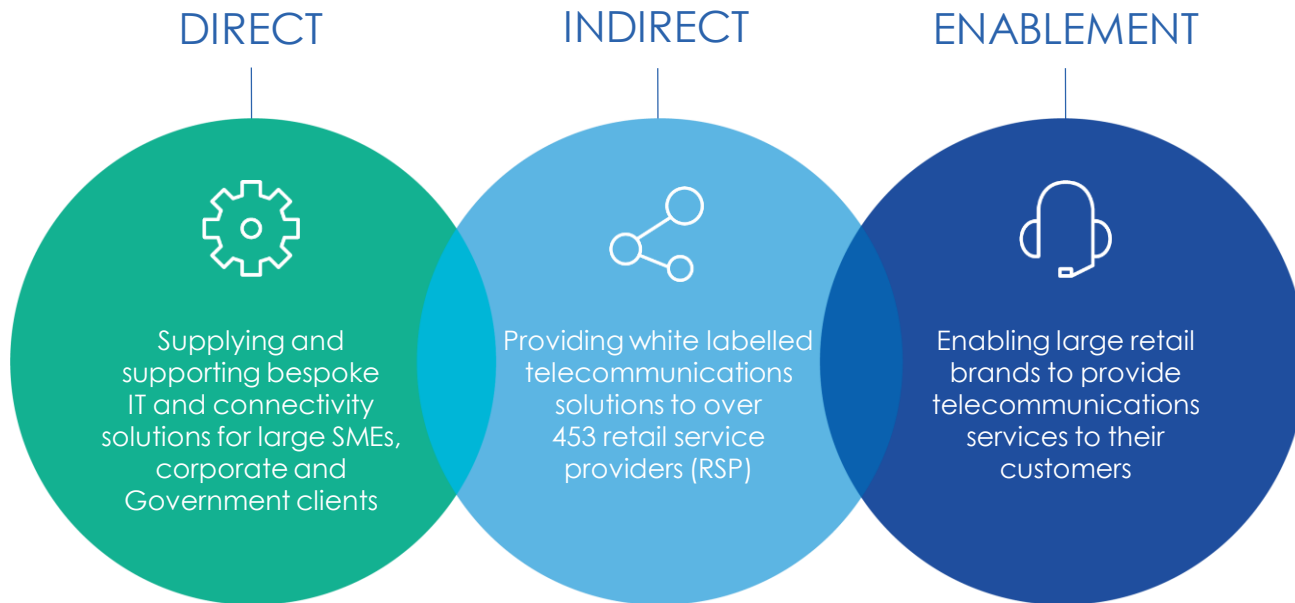 DIRECT
INDIRECT
ENABLEMENT
Supplying and
supporting bespoke
IT and connectivity
solutions for large SMEs,
corporate and
Government clients
Providing white labelled
telecommunications
solutions to over
453 retail service
providers (RSP)
Enabling large retail
brands to provide
telecommunications
services to their
customers